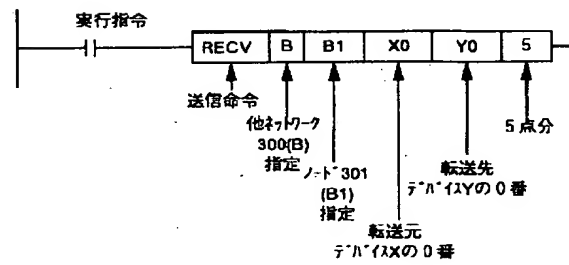 実行指令
RECV B B1 X0 Y0 5
送信命令
他ネットワーク
300(B)
指定
ノード301
(B1)
指定
転送元
デバイスXの０番
転送先
デバイスYの０番
5点分